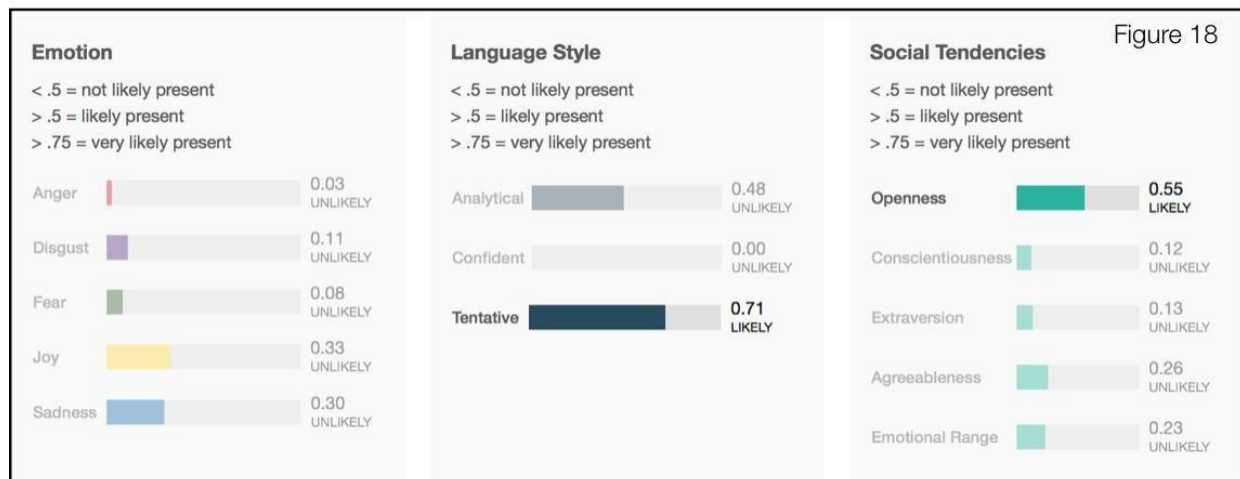 Figure 18
Emotion
< .5 = not likely present
> .5 = likely present
> .75 = very likely present
Anger 0.03
UNLIKELY
Disgust 0.11
UNLIKELY
Fear 0.08
UNLIKELY
Joy 0.33
UNLIKELY
Sadness 0.30
UNLIKELY
Language Style
< .5 = not likely present
> .5 = likely present
> .75 = very likely present
Analytical 0.48
UNLIKELY
Confident 0.00
UNLIKELY
Tentative 0.71
LIKELY
Social Tendencies
< .5 = not likely present
> .5 = likely present
> .75 = very likely present
Openness 0.55
LIKELY
Conscientiousness 0.12
UNLIKELY
Extraversion 0.13
UNLIKELY
Agreeableness 0.26
UNLIKELY
Emotional Range 0.23
UNLIKELY